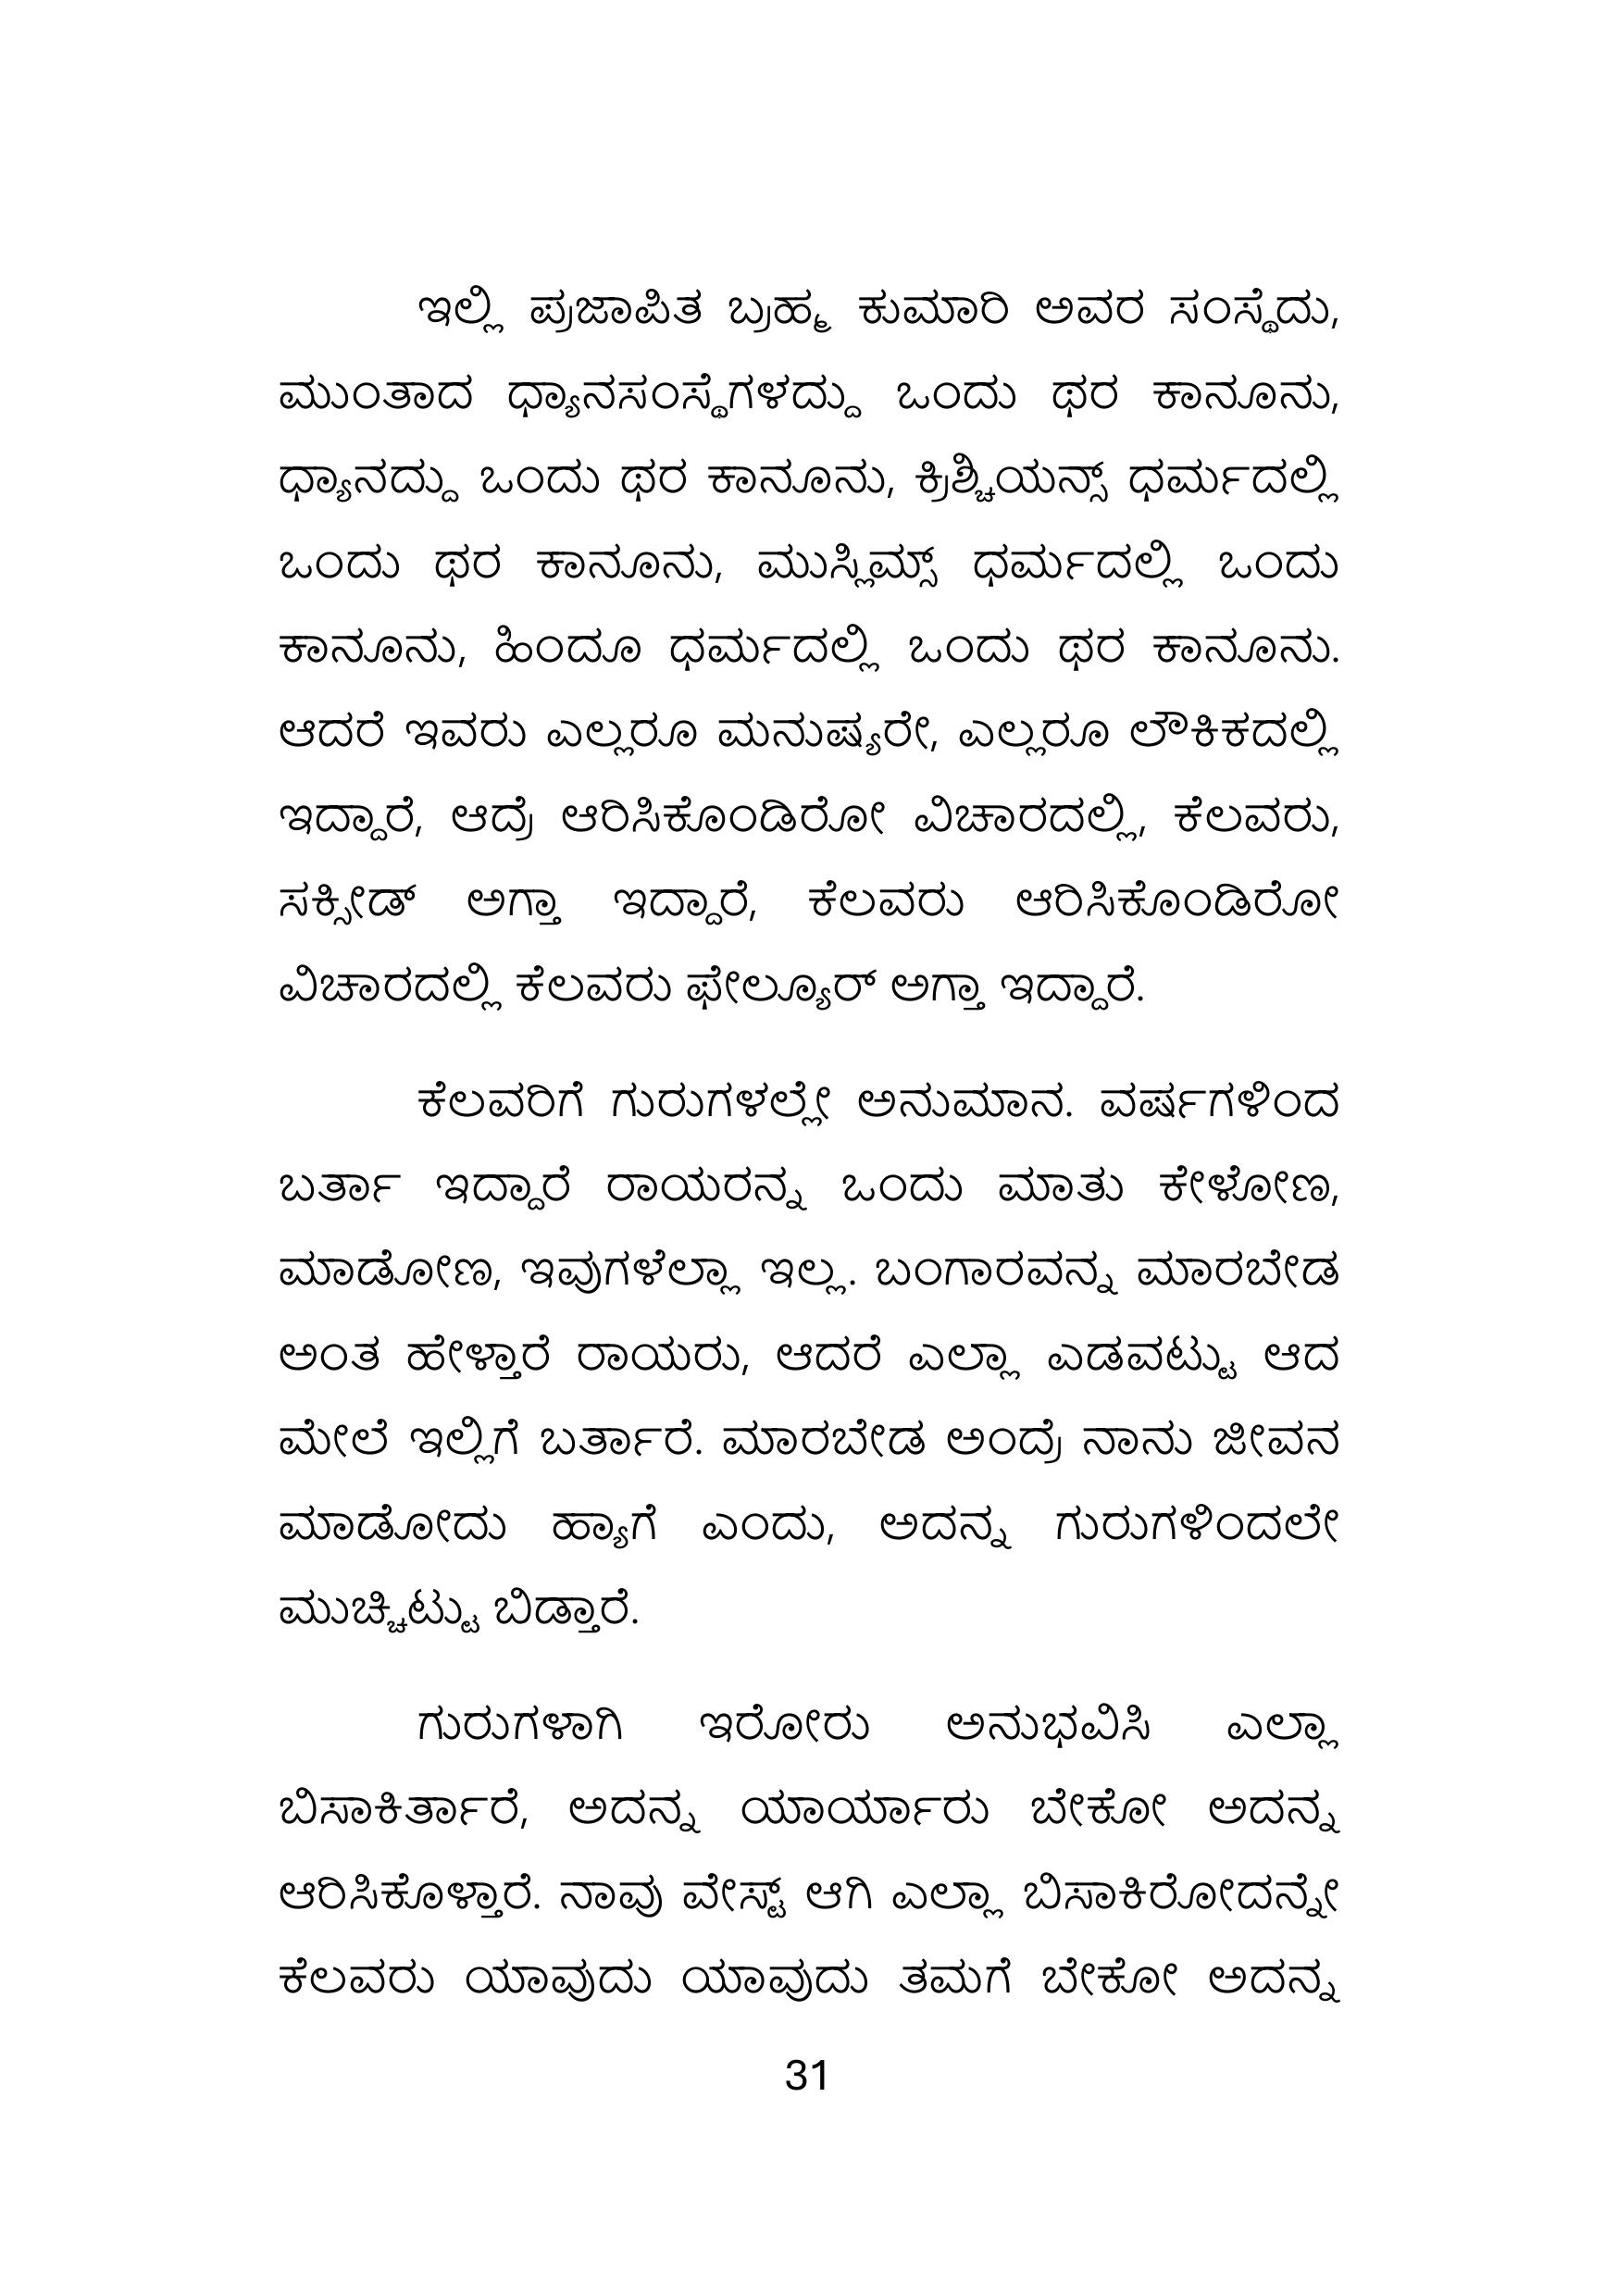 ಇಲ್ಲಿ ಪ್ರಜಾಪಿತ ಬ್ರಹ್ಮ ಕುಮಾರಿ ಅವರ ಸಂಸ್ಥೆದು,
ಮುಂತಾದ ಧ್ಯಾನಸಂಸ್ಥೆಗಳದ್ದು ಒಂದು ಥರ ಕಾನೂನು,
ಧ್ಯಾನದ್ದು ಒಂದು ಥರ ಕಾನೂನು, ಕ್ರಿಶ್ಚಿಯನ್ಸ್ ಧರ್ಮದಲ್ಲಿ
ಒಂದು ಥರ ಕಾನೂನು, ಮುಸ್ಲಿಮ್ಸ್ ಧರ್ಮದಲ್ಲಿ ಒಂದು
ಕಾನೂನು, ಹಿಂದೂ ಧರ್ಮದಲ್ಲಿ ಒಂದು ಥರ ಕಾನೂನು.
ಆದರೆ ಇವರು ಎಲ್ಲರೂ ಮನುಷ್ಯರೇ, ಎಲ್ಲರೂ ಲೌಕಿಕದಲ್ಲಿ
ಇದ್ದಾರೆ, ಆದ್ರೆ ಆರಿಸಿಕೊಂಡಿರೋ ವಿಚಾರದಲ್ಲಿ, ಕೆಲವರು,
ಸಕ್ಸೀಡ್ ಅಗ್ತಾ ಇದ್ದಾರೆ, ಕೆಲವರು ಆರಿಸಿಕೊಂಡಿರೋ
ವಿಚಾರದಲ್ಲಿ ಕೆಲವರು ಫೇಲ್ಯೂರ್ ಅಗ್ತಾ ಇದ್ದಾರೆ.
ಕೆಲವರಿಗೆ ಗುರುಗಳಲ್ಲೇ ಅನುಮಾನ. ವರ್ಷಗಳಿಂದ
ಬರ್ತಾ ಇದ್ದಾರೆ ರಾಯರನ್ನ ಒಂದು ಮಾತು ಕೇಳೋಣ,
ಮಾಡೋಣ, ಇವುಗಳೆಲ್ಲಾ ಇಲ್ಲ. ಬಂಗಾರವನ್ನ ಮಾರಬೇಡ
ಅಂತ ಹೇಳ್ತಾರೆ ರಾಯರು, ಆದರೆ ಎಲ್ಲಾ ಎಡವಟ್ಟು ಆದ
ಮೇಲೆ ಇಲ್ಲಿಗೆ ಬರ್ತಾರೆ. ಮಾರಬೇಡ ಅಂದ್ರೆ ನಾನು ಜೀವನ
ಮಾಡೋದು ಹ್ಯಾಗೆ ಎಂದು, ಅದನ್ನ ಗುರುಗಳಿಂದಲೇ
ಮುಚ್ಚಿಟ್ಟು ಬಿಡ್ತಾರೆ.
ಗುರುಗಳಾಗಿ ಇರೋರು ಅನುಭವಿಸಿ ಎಲ್ಲಾ
ಬಿಸಾಕಿರ್ತಾರೆ, ಅದನ್ನ ಯಾರ್ಯಾರು ಬೇಕೋ ಅದನ್ನ
ಆರಿಸಿಕೊಳ್ತಾರೆ. ನಾವು ವೇಸ್ಟ್ ಆಗಿ ಎಲ್ಲಾ ಬಿಸಾಕಿರೋದನ್ನೇ
ಕೆಲವರು ಯಾವುದು ಯಾವುದು ತಮಗೆ ಬೇಕೋ ಅದನ್ನ
31